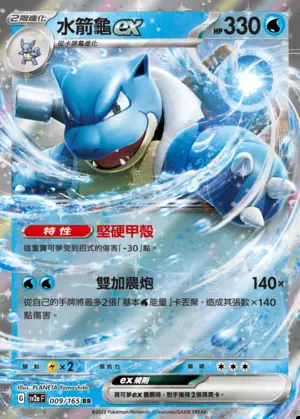 2階進化
水箭龜ex
HP330
從卡咪龜進化
特性 堅硬甲殼
這隻寶可夢受到招式的傷害「-30」點。
雙加農炮 140×
從自己的手牌將最多2張「基本水能量」卡丟棄,造成其張數×140
點傷害。
弱點 ×2 抵抗力 撤退
Illus. PLANETA Yamashita
G sv2a F 009/165 RR
ex規則
寶可夢ex昏厥時,對手獲得2張獎賞卡。
©2023 Pokémon/Nintendo/Creatures/GAME FREAK.